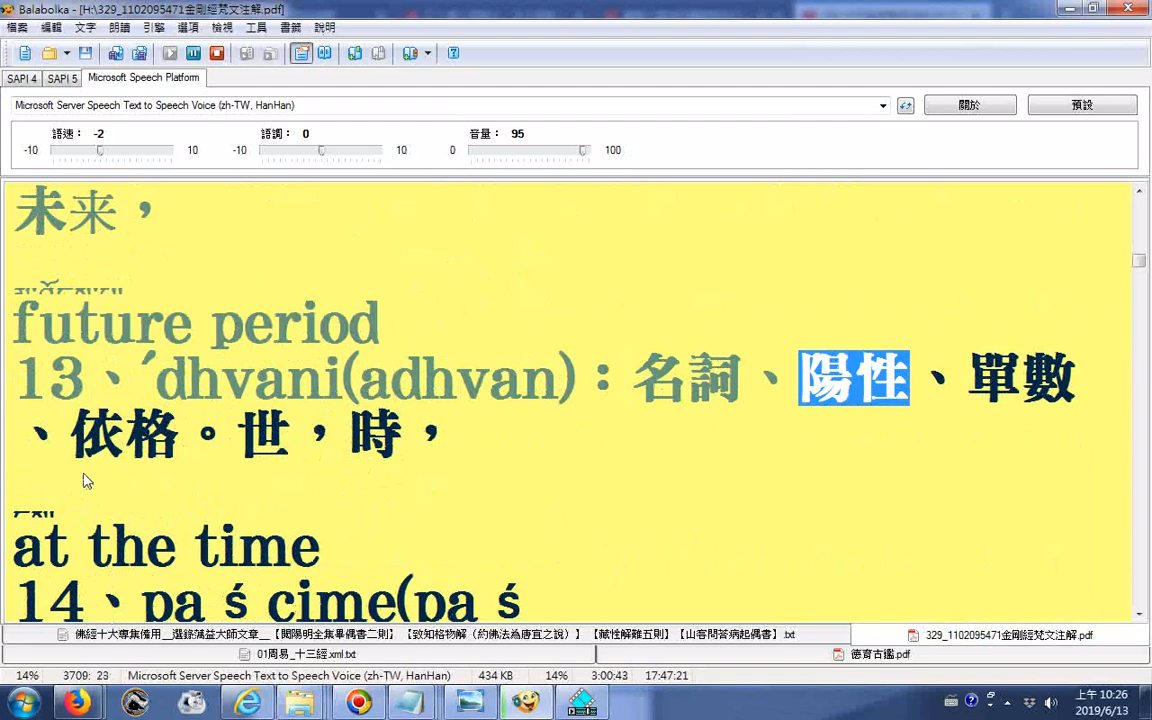 Balabolka - [H:\329_1102095471金剛經梵文注解.pdf]
檔案 編輯 文字 朗讀 引擎 選項 檢視 工具 書籤 說明
SAPI 4 SAPI 5 Microsoft Speech Platform
Microsoft Server Speech Text to Speech Voice (zh-TW, HanHan) 關於 預設
語速： -2 語調： 0 音量： 95
-10 10 -10 10 0 100
未来，
future period
13、´dhvani(adhvan)：名詞、陽性、單數
、依格。世，時，
at the time
14、pa ś cime(pa ś
佛經十大專集備用__選錄滿益大師文章__【閱陽明全集畢偶書二則】【致知格物解（約佛法為唐宜之說）】【藏性解難五則】【山客問答病起偶書】.txt 329_1102095471金剛經梵文注解.pdf
01周易_十三經.xml.txt 德育古鑑.pdf
14% 3709: 23 Microsoft Server Speech Text to Speech Voice (zh-TW, HanHan) 434 KB 14% 3:00:43 17:47:21
上午 10:26
2019/6/13